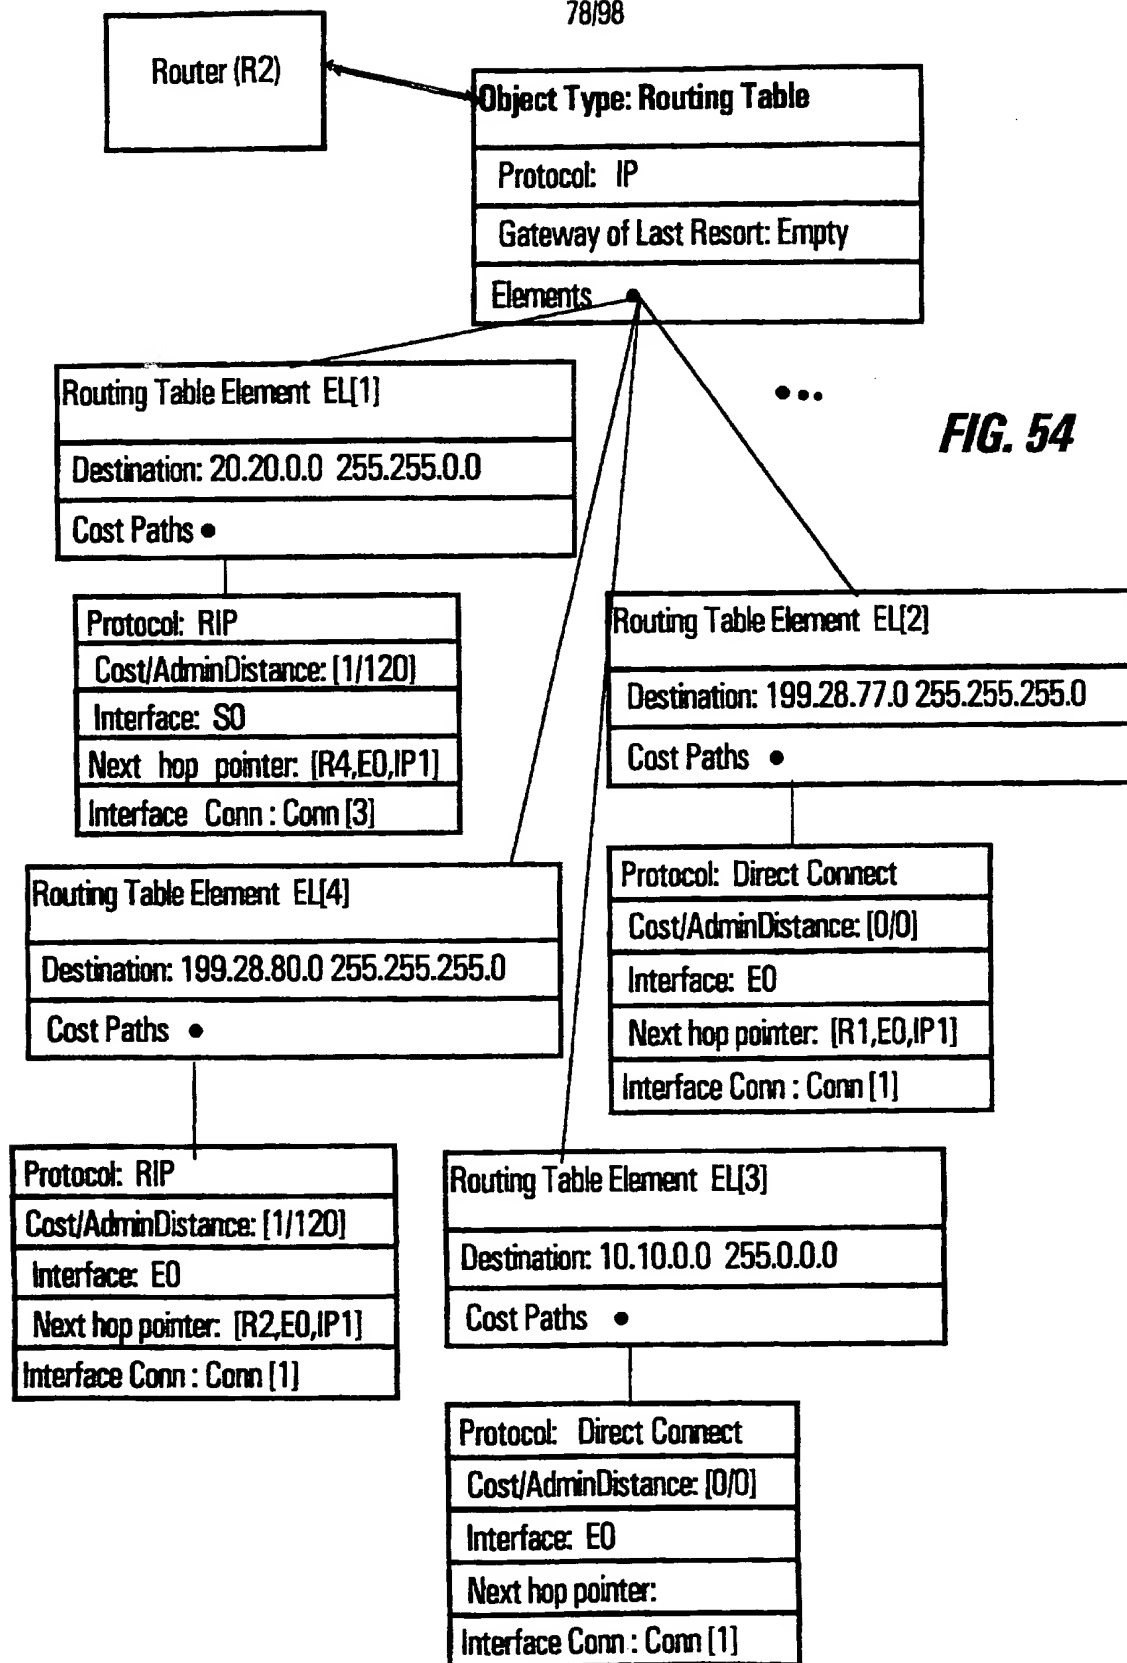 78/98
Router (R2)
Object Type: Routing Table
Protocol: IP
Gateway of Last Resort: Empty
Elements
Routing Table Element EL[1]
Destination: 20.20.0.0 255.255.0.0
Cost Paths
FIG. 54
Protocol: RIP
Cost/AdminDistance: [1/120]
Interface: S0
Next hop pointer: [R4,E0,IP1]
Interface Conn : Conn [3]
Routing Table Element EL[2]
Destination: 199.28.77.0 255.255.255.0
Cost Paths
Protocol: Direct Connect
Cost/AdminDistance: [0/0]
Interface: E0
Next hop pointer: [R1,E0,IP1]
Interface Conn : Conn [1]
Routing Table Element EL[4]
Destination: 199.28.80.0 255.255.255.0
Cost Paths
Protocol: RIP
Cost/AdminDistance: [1/120]
Interface: E0
Next hop pointer: [R2,E0,IP1]
Interface Conn : Conn [1]
Routing Table Element EL[3]
Destination: 10.10.0.0 255.0.0.0
Cost Paths
Protocol: Direct Connect
Cost/AdminDistance: [0/0]
Interface: E0
Next hop pointer:
Interface Conn : Conn [1]